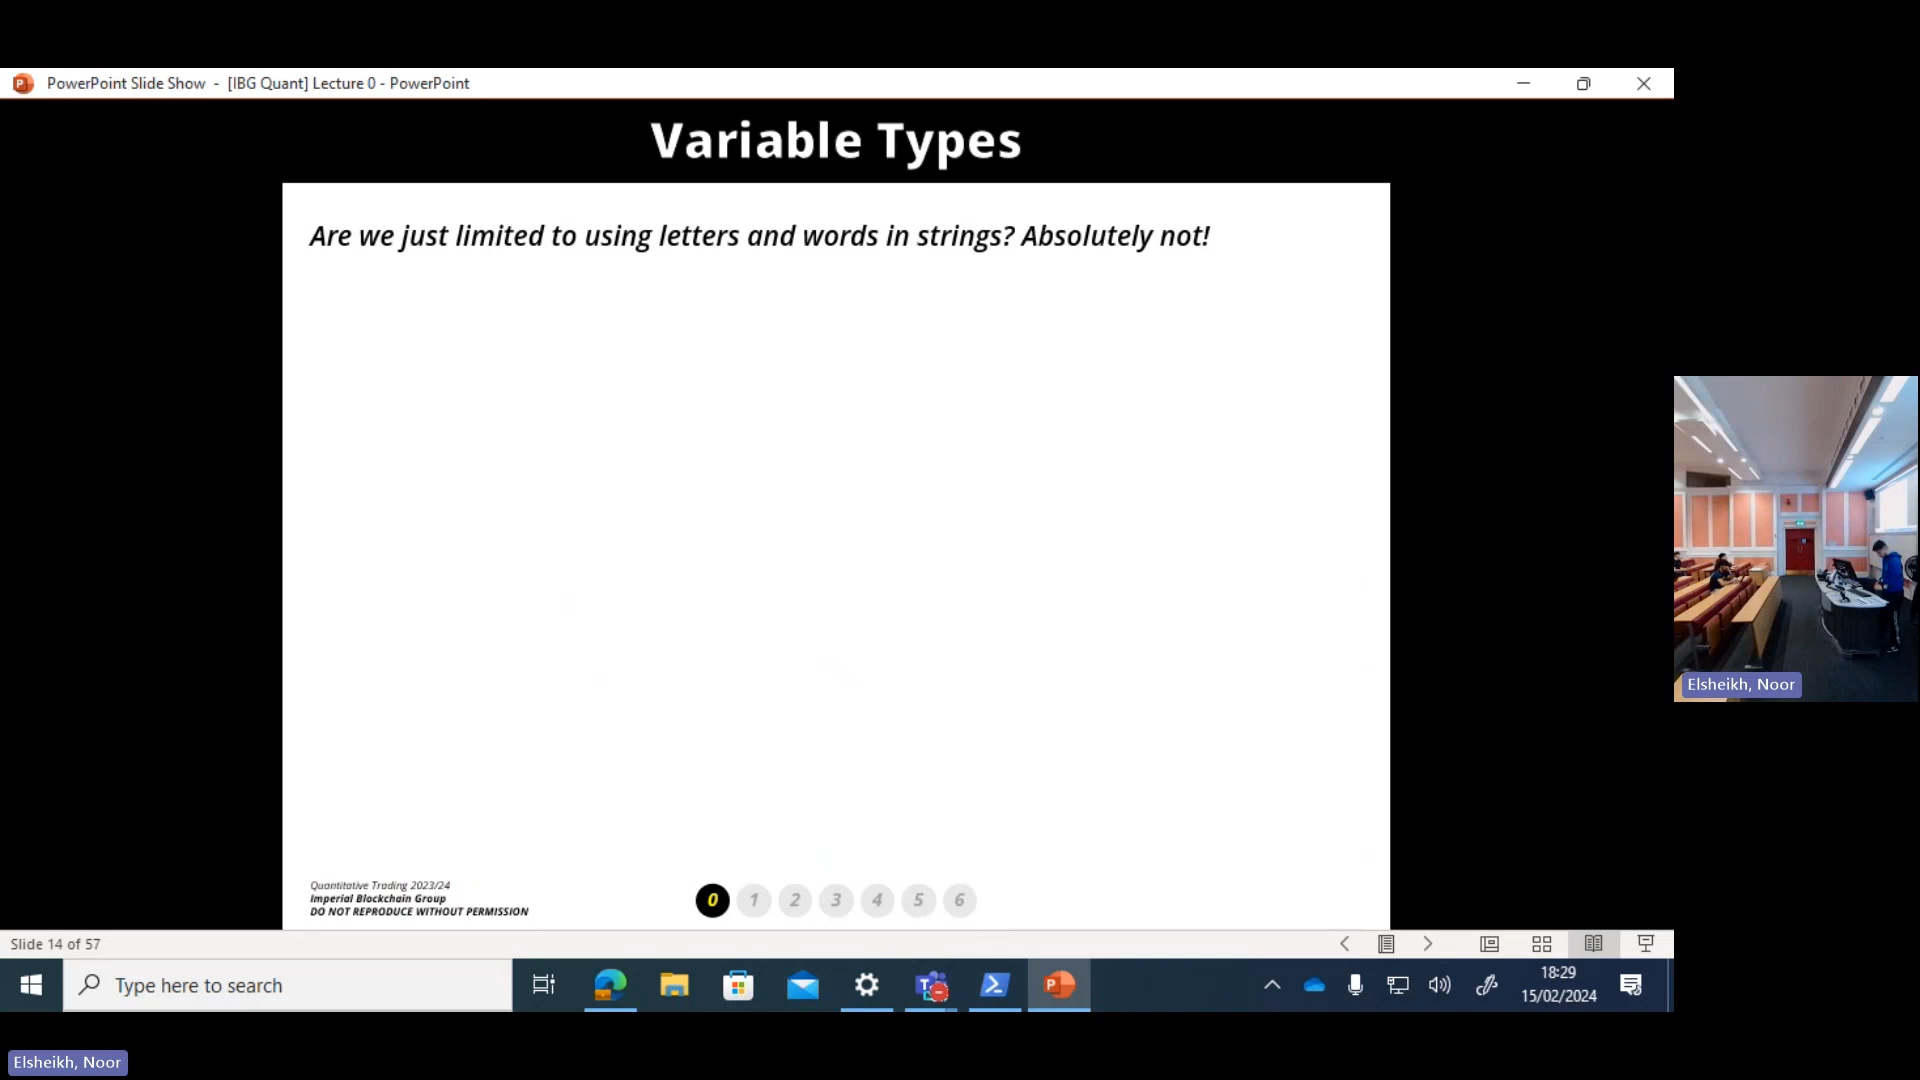 PowerPoint Slide Show - [IBG Quant] Lecture 0 - PowerPoint
Variable Types
Are we just limited to using letters and words in strings? Absolutely not!
Quantitative Trading 2023/24
Imperial Blockchain Group
DO NOT REPRODUCE WITHOUT PERMISSION
0 1 2 3 4 5 6
Elsheikh, Noor
Slide 14 of 57
Type here to search
18:29
15/02/2024
Elsheikh, Noor